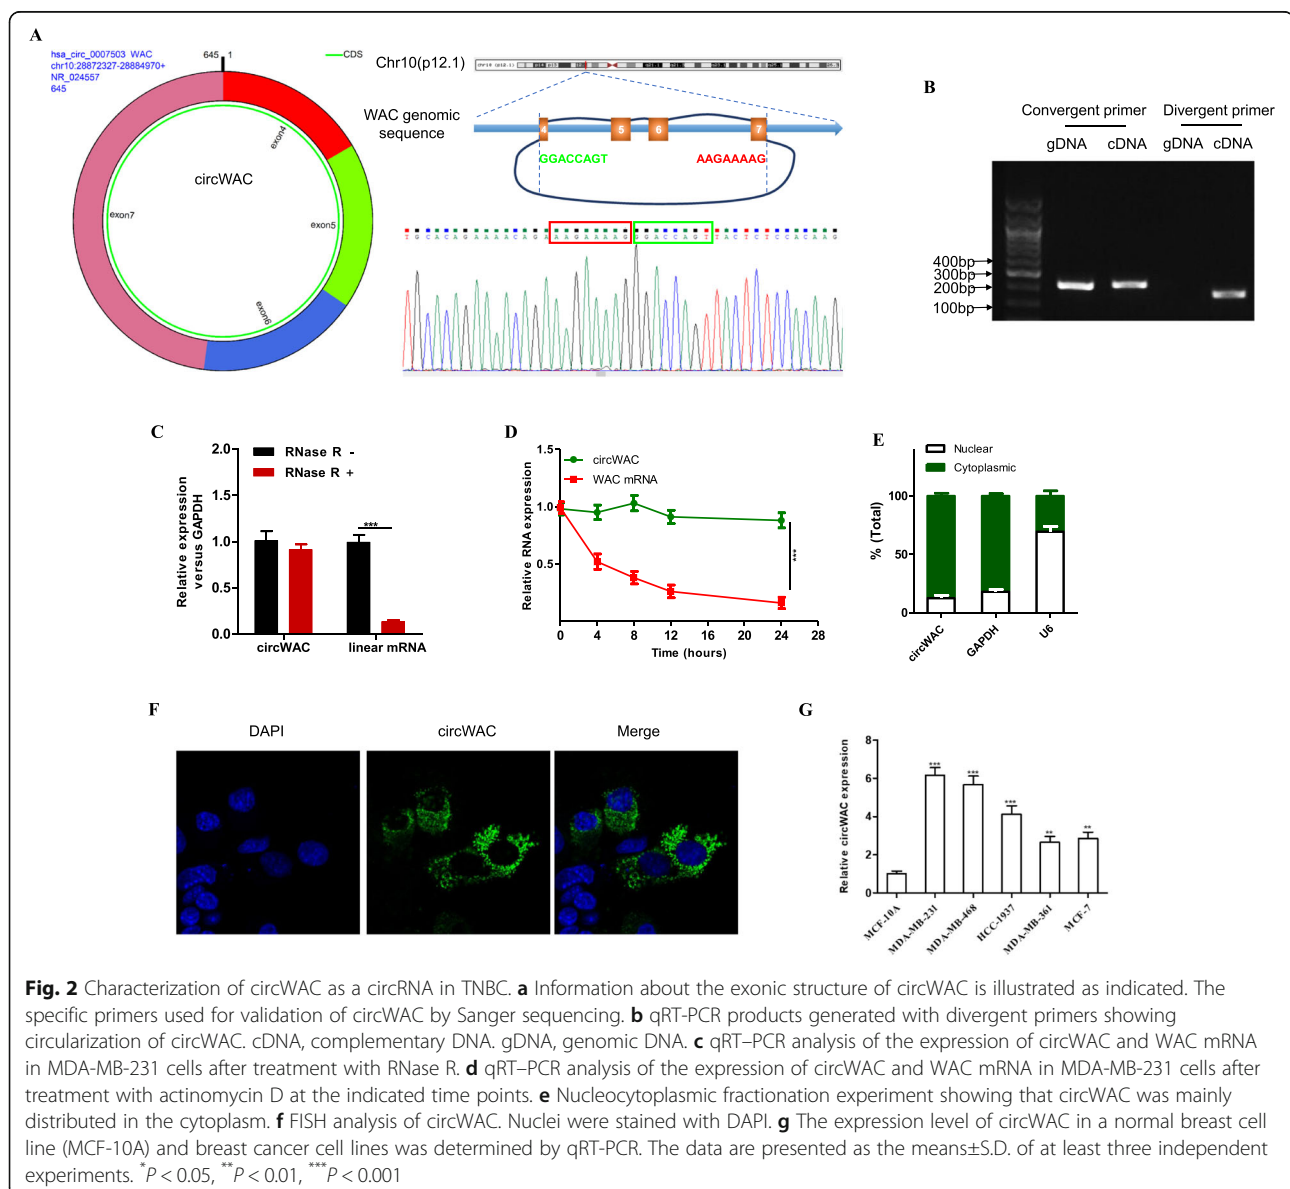 A
hsa_circ_0007503 WAC
chr10:28872327-28884970+
NR_024557
645
645 1
CDS
exon4
exon5
exon6
exon7
circWAC
Chr10(p12.1)
WAC genomic
sequence
4 5 6 7
GGACCAGT AAGAAAAG
TGCACAGAAAACAGAAAGAAAAGGGACCAGTTACTCTCCACAAG
B
Convergent primer Divergent primer
gDNA cDNA gDNA cDNA
400bp
300bp
200bp
100bp
C
RNase R -
RNase R +
Relative expression
versus GAPDH
2.0
1.5
1.0
0.5
0.0
***
circWAC linear mRNA
D
circWAC
WAC mRNA
Relative RNA expression
1.5
1.0
0.5
***
0 4 8 12 16 20 24 28
Time (hours)
E
Nuclear
Cytoplasmic
% (Total)
100
50
0
circWAC GAPDH U6
F
DAPI circWAC Merge
G
Relative circWAC expression
8
6
4
2
0
*** *** *** ** **
MCF-10A MDA-MB-231 MDA-MB-468 HCC-1937 MDA-MB-361 MCF-7
Fig. 2 Characterization of circWAC as a circRNA in TNBC. a Information about the exonic structure of circWAC is illustrated as indicated. The
specific primers used for validation of circWAC by Sanger sequencing. b qRT-PCR products generated with divergent primers showing
circularization of circWAC. cDNA, complementary DNA. gDNA, genomic DNA. c qRT–PCR analysis of the expression of circWAC and WAC mRNA
in MDA-MB-231 cells after treatment with RNase R. d qRT–PCR analysis of the expression of circWAC and WAC mRNA in MDA-MB-231 cells after
treatment with actinomycin D at the indicated time points. e Nucleocytoplasmic fractionation experiment showing that circWAC was mainly
distributed in the cytoplasm. f FISH analysis of circWAC. Nuclei were stained with DAPI. g The expression level of circWAC in a normal breast cell
line (MCF-10A) and breast cancer cell lines was determined by qRT-PCR. The data are presented as the means±S.D. of at least three independent
experiments. *P < 0.05, **P < 0.01, ***P < 0.001